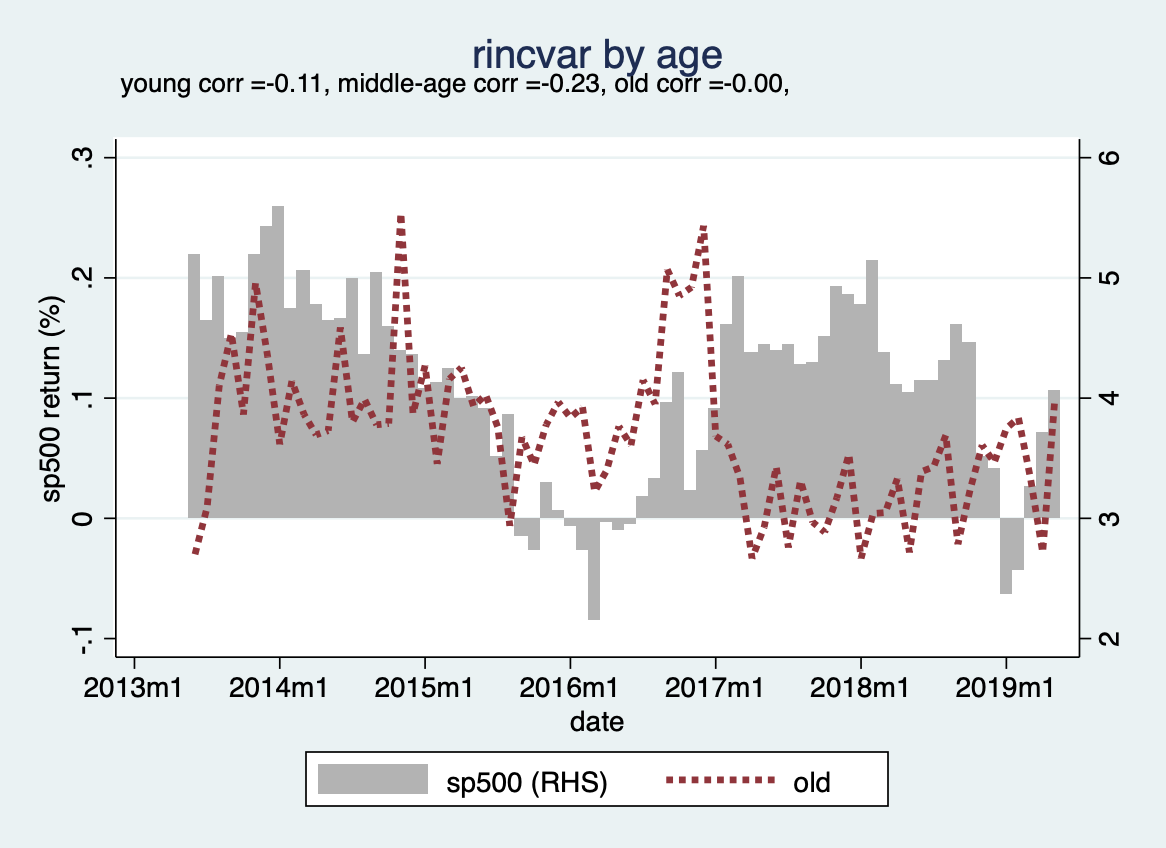 rincvar by age
young corr =-0.11, middle-age corr =-0.23, old corr =-0.00,
.3
.2
.1
0
-.1
sp500 return (%)
6
5
4
3
2
2013m1 2014m1 2015m1 2016m1 2017m1 2018m1 2019m1
date
sp500 (RHS) old